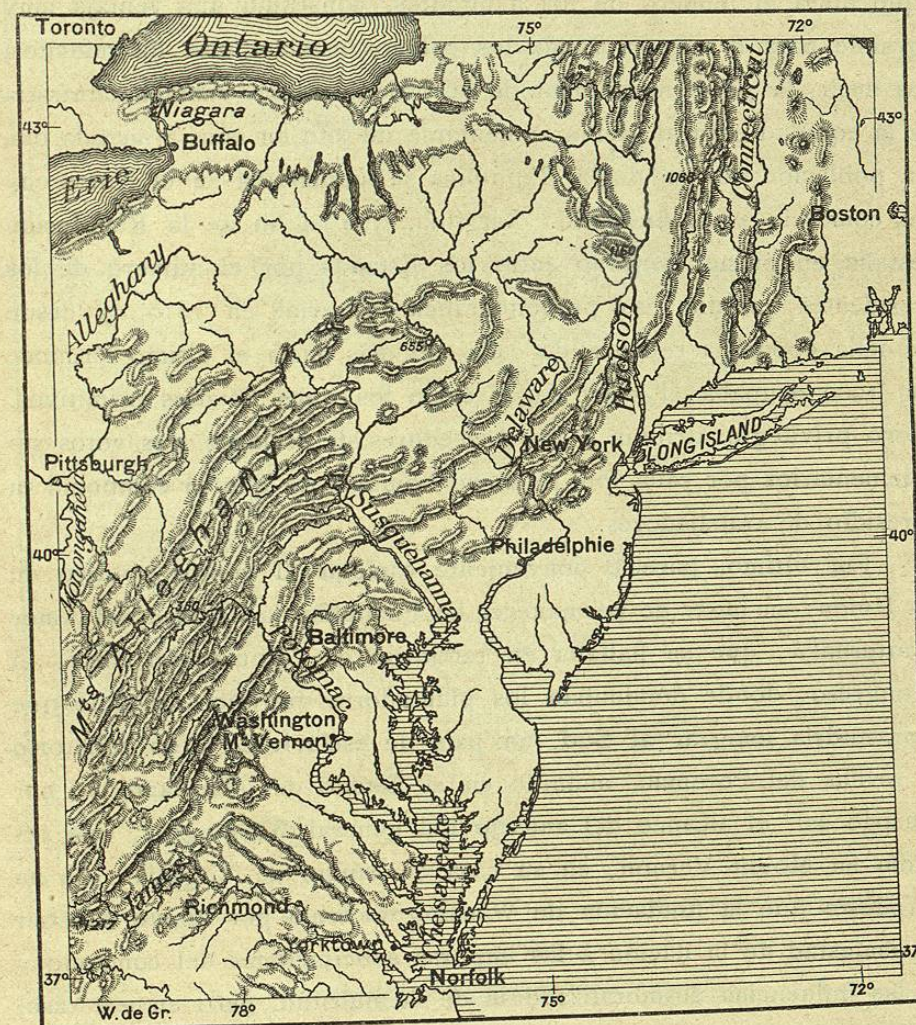 Toronto
Ontario
75°
72°
Niagara
43°
43°
Buffalo
Connecticut
Erie
1068
Boston
Alleghany
Hudson
655
Delaware
New York
LONG ISLAND
Pittsburgh
Monongahela
Mts Alleghany
Susquehanna
40°
40°
Philadelphie
350
Baltimore
Potomac
Washington
Mt Vernon
Chesapeake
James
Richmond
1217
Yorktown
37°
37°
Norfolk
W. de Gr.
78°
75°
72°